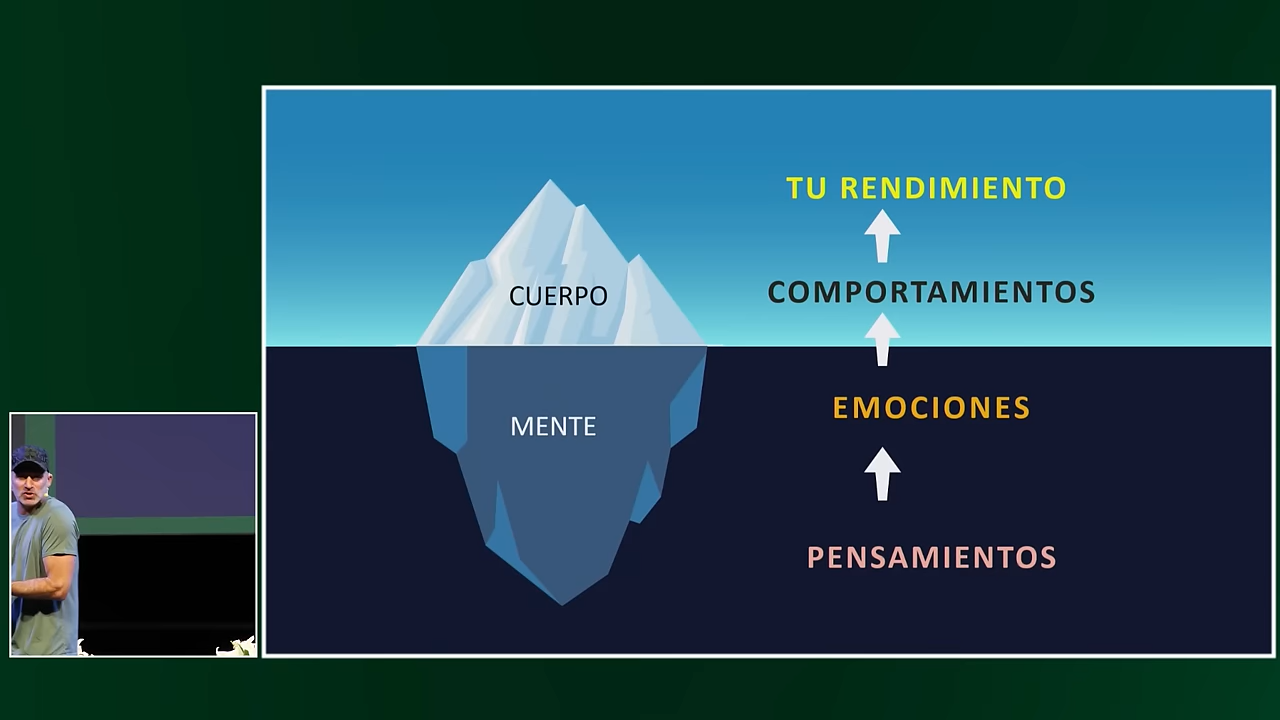 TU RENDIMIENTO
CUERPO
COMPORTAMIENTOS
MENTE
EMOCIONES
PENSAMIENTOS